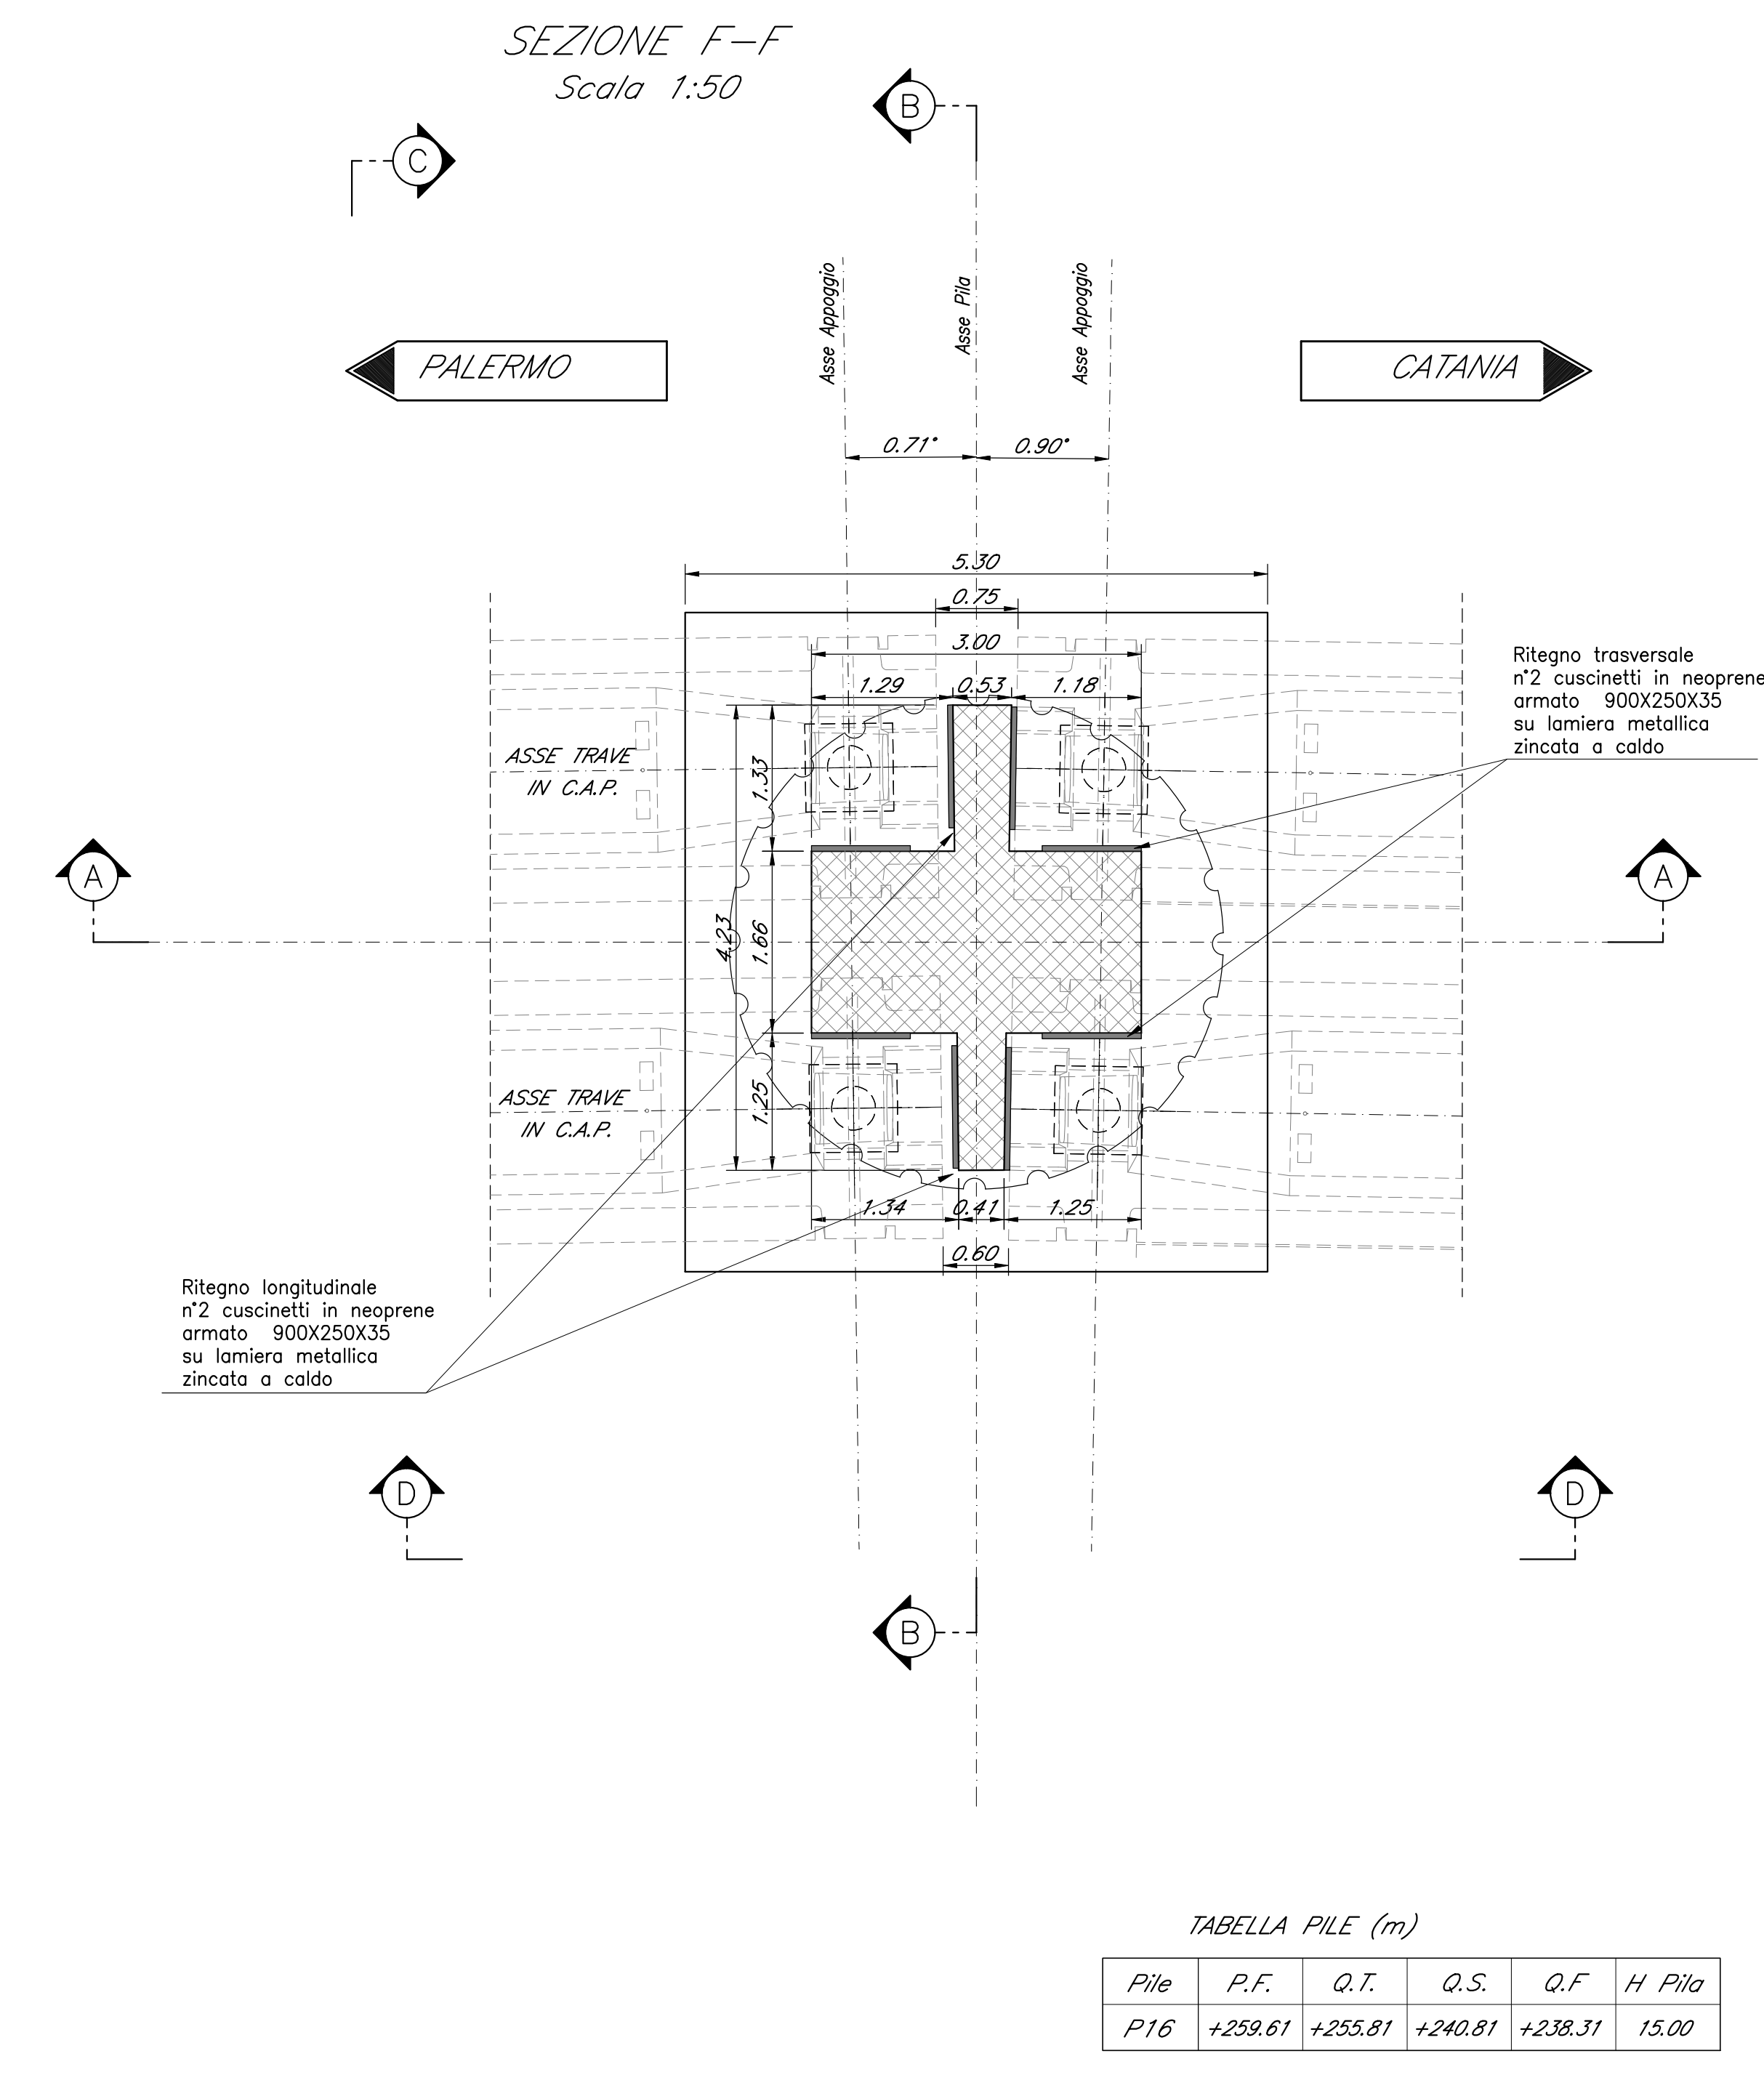 SEZIONE F-F
Scala 1:50
B
C
Asse Appoggio
Asse Pila
Asse Appoggio
PALERMO
CATANIA
0.71°
0.90°
5.30
0.75
3.00
1.29
0.53
1.18
Ritegno trasversale
n°2 cuscinetti in neoprene
armato 900X250X35
su lamiera metallica
zincata a caldo
ASSE TRAVE
IN C.A.P.
1.33
A
A
4.23
1.66
ASSE TRAVE
IN C.A.P.
1.25
1.34
0.41
1.25
0.60
Ritegno longitudinale
n°2 cuscinetti in neoprene
armato 900X250X35
su lamiera metallica
zincata a caldo
D
D
B
TABELLA PILE (m)
Pile P.F. Q.T. Q.S. Q.F H Pila
P16 +259.61 +255.81 +240.81 +238.31 15.00